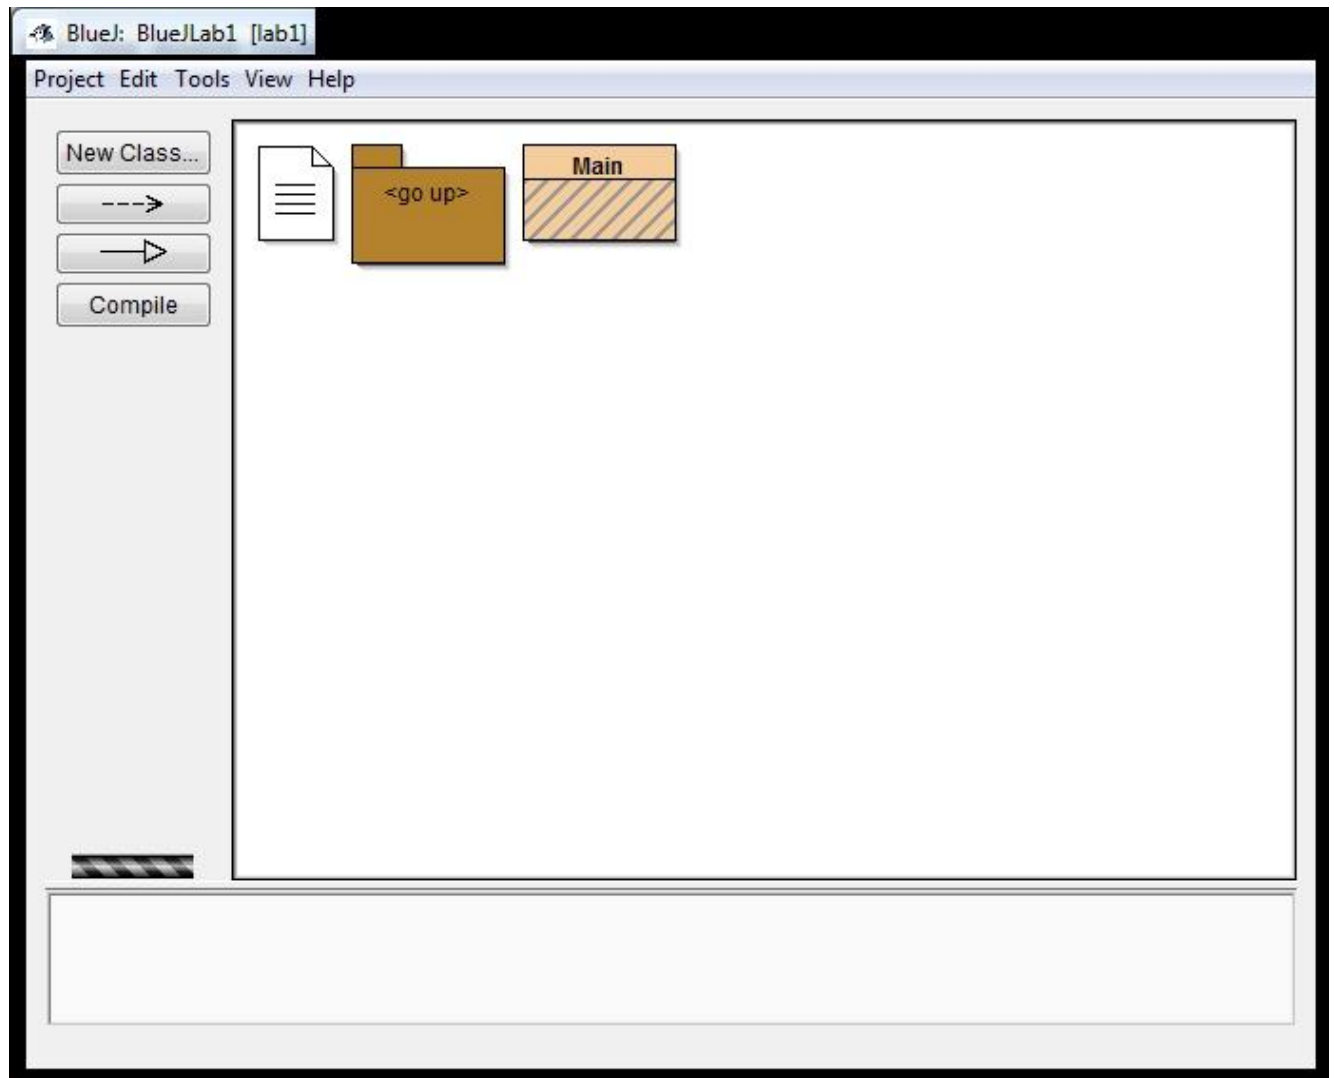 BlueJ: BlueJLab1 [lab1]
Project Edit Tools View Help
New Class...
Compile
<go up>
Main